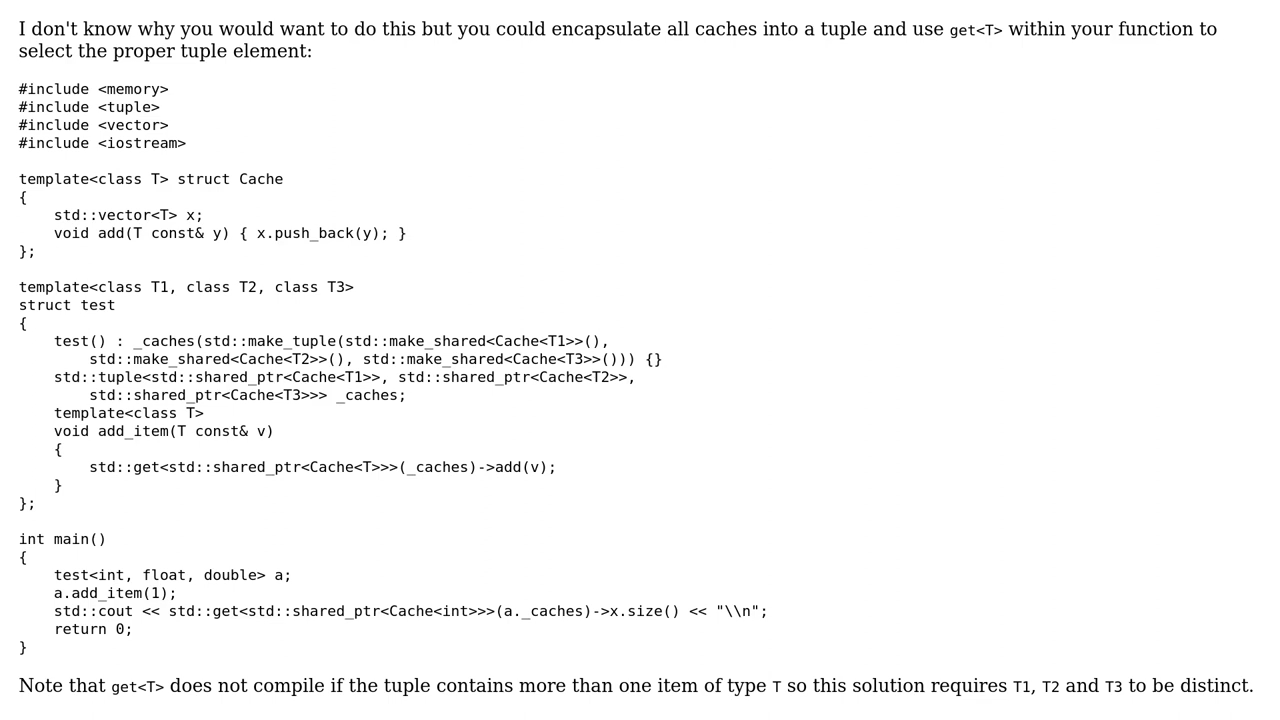 I don't know why you would want to do this but you could encapsulate all caches into a tuple and use get<T> within your function to
select the proper tuple element:
#include <memory>
#include <tuple>
#include <vector>
#include <iostream>
template<class T> struct Cache
{
    std::vector<T> x;
    void add(T const& y) { x.push_back(y); }
};
template<class T1, class T2, class T3>
struct test
{
    test() : _caches(std::make_tuple(std::make_shared<Cache<T1>>(),
        std::make_shared<Cache<T2>>(), std::make_shared<Cache<T3>>())) {}
    std::tuple<std::shared_ptr<Cache<T1>>, std::shared_ptr<Cache<T2>>,
        std::shared_ptr<Cache<T3>>> _caches;
    template<class T>
    void add_item(T const& v)
    {
        std::get<std::shared_ptr<Cache<T>>>(_caches)->add(v);
    }
};
int main()
{
    test<int, float, double> a;
    a.add_item(1);
    std::cout << std::get<std::shared_ptr<Cache<int>>>(a._caches)->x.size() << "\\n";
    return 0;
}
Note that get<T> does not compile if the tuple contains more than one item of type T so this solution requires T1, T2 and T3 to be distinct.